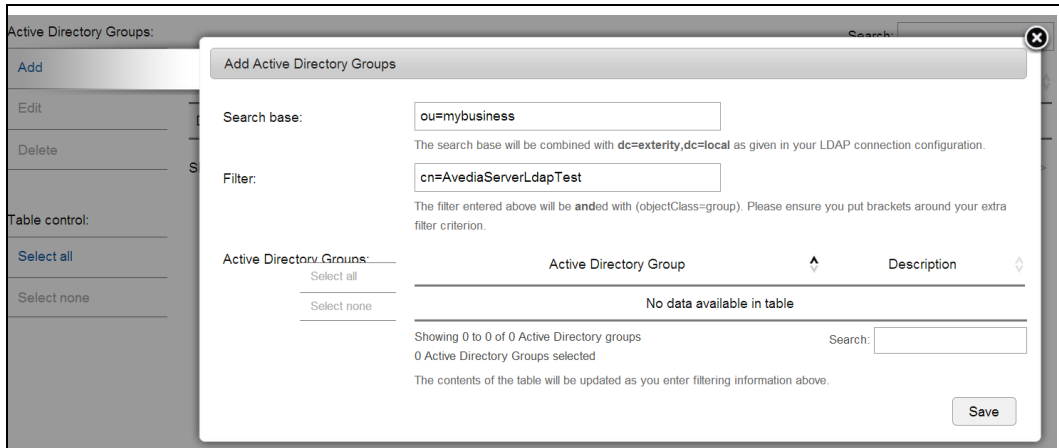 Active Directory Groups:
Search:
Add
Edit
Delete
Table control:
Select all
Select none
Add Active Directory Groups
Search base:
ou=mybusiness
The search base will be combined with dc=exterity,dc=local as given in your LDAP connection configuration.
Filter:
cn=AvediaServerLdapTest
The filter entered above will be anded with (objectClass=group). Please ensure you put brackets around your extra
filter criterion.
Active Directory Groups:
Select all
Select none
Active Directory Group
Description
No data available in table
Showing 0 to 0 of 0 Active Directory groups
Search:
0 Active Directory Groups selected
The contents of the table will be updated as you enter filtering information above.
Save